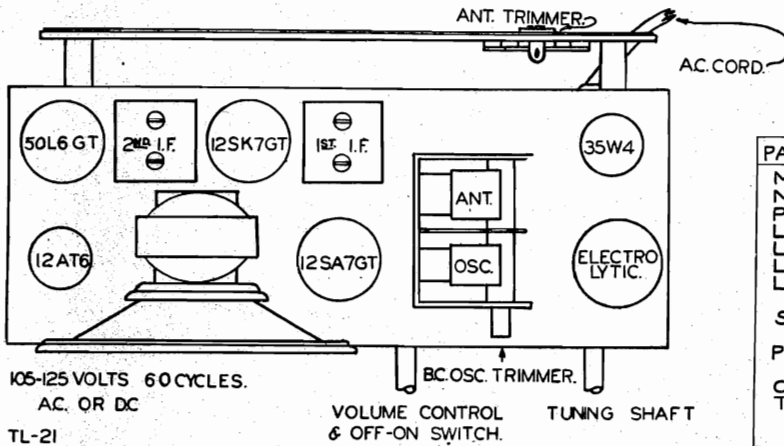 ANT. TRIMMER.
A.C. CORD.
50L6 GT
2ND. I.F.
12SK7GT
1ST. I.F.
35W4
ANT.
12AT6
12SA7GT
OSC.
ELECTRO
LYTIC.
105-125 VOLTS 60 CYCLES.
A.C. OR DC
B.C. OSC. TRIMMER.
VOLUME CONTROL
& OFF-ON SWITCH.
TUNING SHAFT
TL-21
PA
N
N
P
L
L
L
L
S
P
C
T